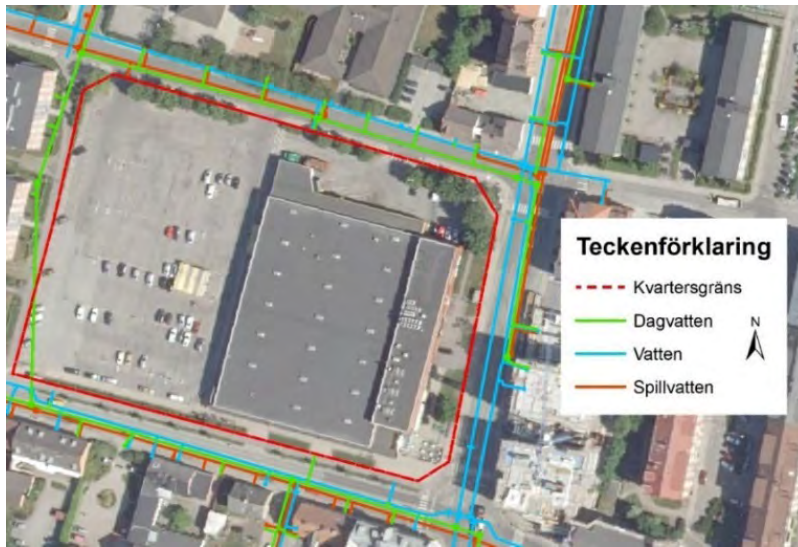 Teckenförklaring
Kvartersgräns
Dagvatten
Vatten
Spillvatten
N